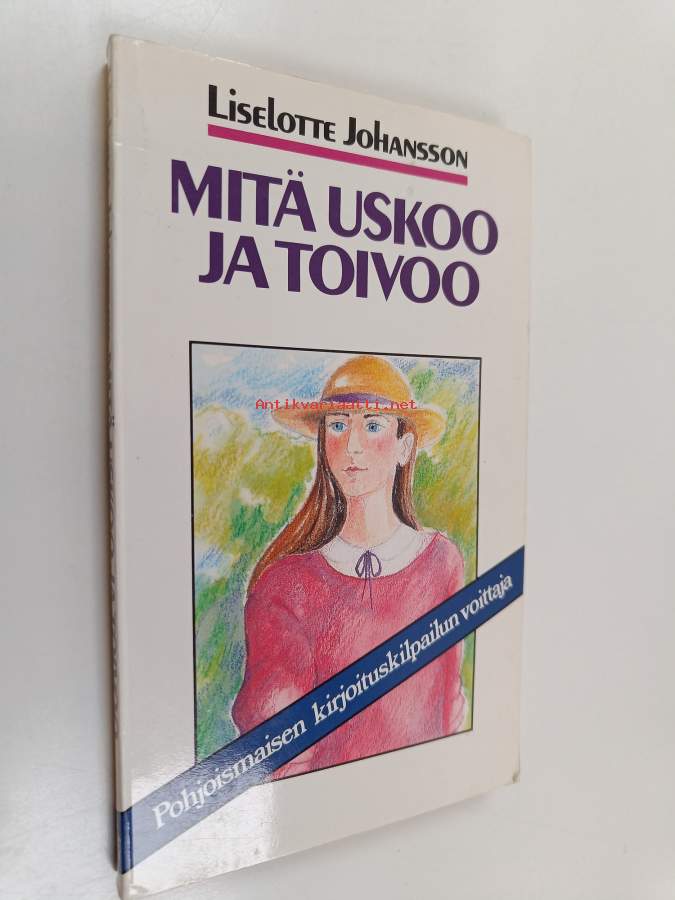 LISELOTTE JOHANSSON
MITÄ USKOO
JA TOIVOO
Antikvariaatti.net
Pohjoismaisen kirjoituskilpailun voittaja